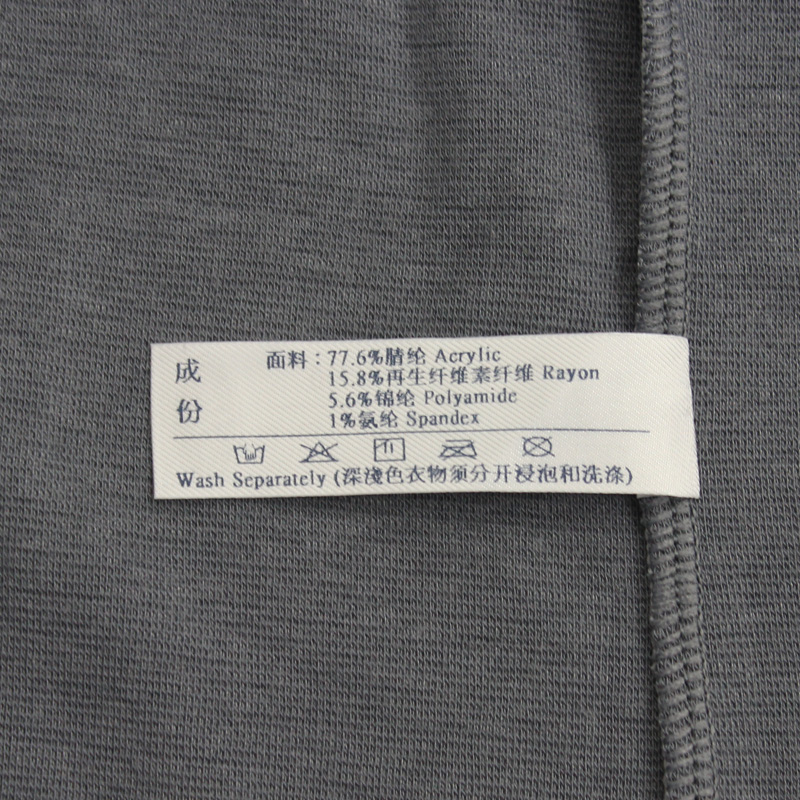 成份
面料：77.6%腈纶 Acrylic
15.8%再生纤维素纤维 Rayon
5.6%锦纶 Polyamide
1%氨纶 Spandex
Wash Separately (深淺色衣物须分开浸泡和洗涤)